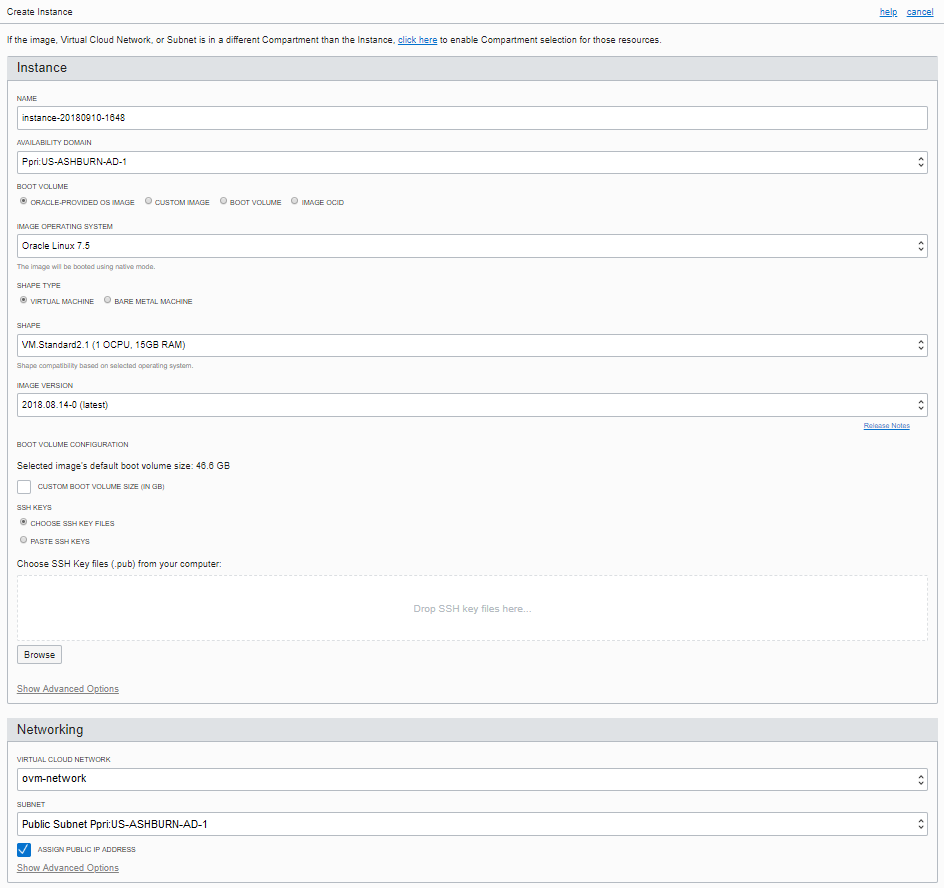 Create Instance help cancel
If the image, Virtual Cloud Network, or Subnet is in a different Compartment than the Instance, click here to enable Compartment selection for those resources.
Instance
NAME
instance-20180910-1648
AVAILABILITY DOMAIN
Ppri:US-ASHBURN-AD-1
BOOT VOLUME
ORACLE-PROVIDED OS IMAGE CUSTOM IMAGE BOOT VOLUME IMAGE OCID
IMAGE OPERATING SYSTEM
Oracle Linux 7.5
The image will be booted using native mode.
SHAPE TYPE
VIRTUAL MACHINE BARE METAL MACHINE
SHAPE
VM.Standard2.1 (1 OCPU, 15GB RAM)
Shape compatibility based on selected operating system.
IMAGE VERSION
2018.08.14-0 (latest)
Release Notes
BOOT VOLUME CONFIGURATION
Selected image's default boot volume size: 46.6 GB
CUSTOM BOOT VOLUME SIZE (IN GB)
SSH KEYS
CHOOSE SSH KEY FILES
PASTE SSH KEYS
Choose SSH Key files (.pub) from your computer:
Drop SSH key files here...
Browse
Show Advanced Options
Networking
VIRTUAL CLOUD NETWORK
ovm-network
SUBNET
Public Subnet Ppri:US-ASHBURN-AD-1
ASSIGN PUBLIC IP ADDRESS
Show Advanced Options